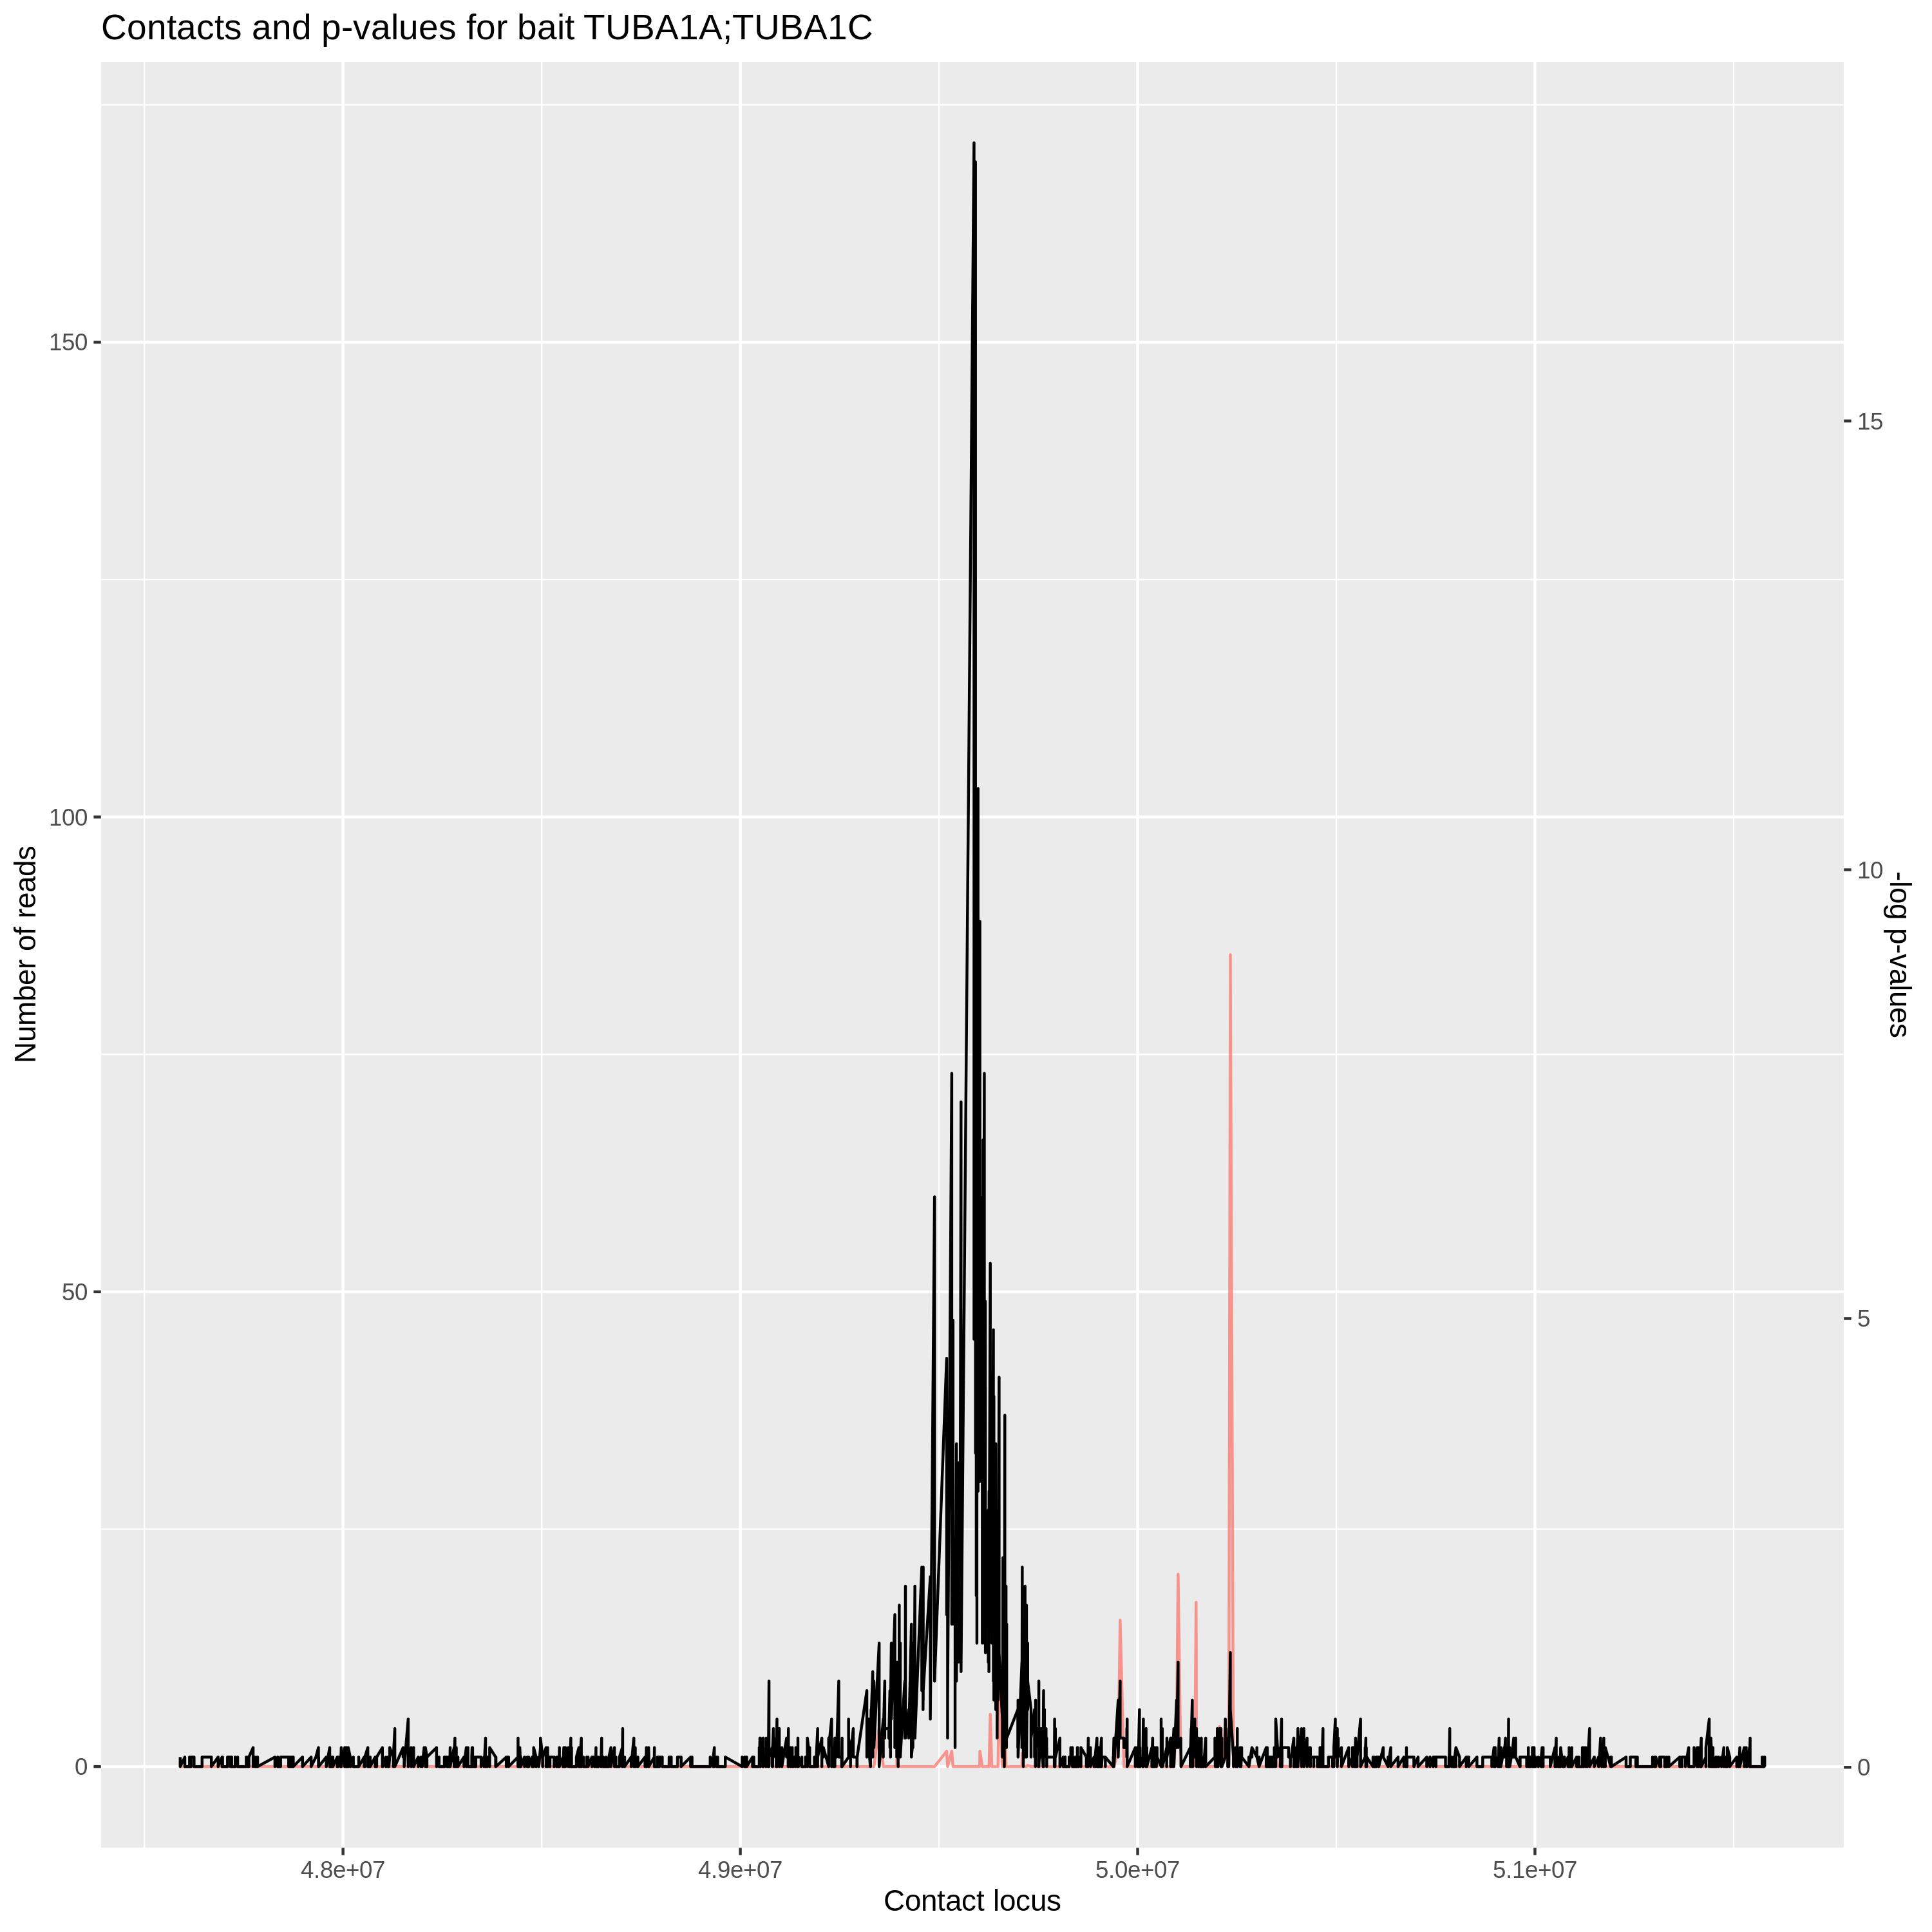 Contacts and p-values for bait TUBA1A;TUBA1C
150
100
50
0
Number of reads
15
10
5
0
-log p-values
4.8e+07
4.9e+07
5.0e+07
5.1e+07
Contact locus